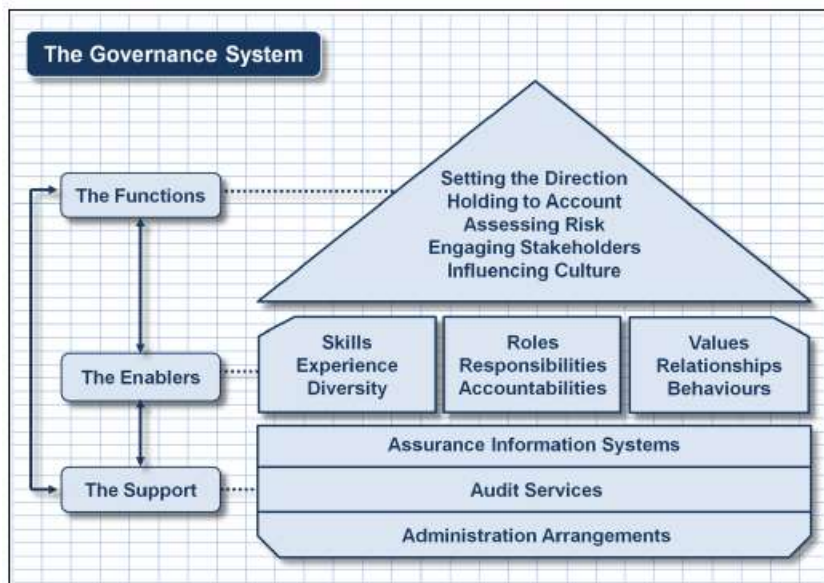 The Governance System
The Functions
Setting the Direction
Holding to Account
Assessing Risk
Engaging Stakeholders
Influencing Culture
The Enablers
Skills
Experience
Diversity
Roles
Responsibilities
Accountabilities
Values
Relationships
Behaviours
The Support
Assurance Information Systems
Audit Services
Administration Arrangements